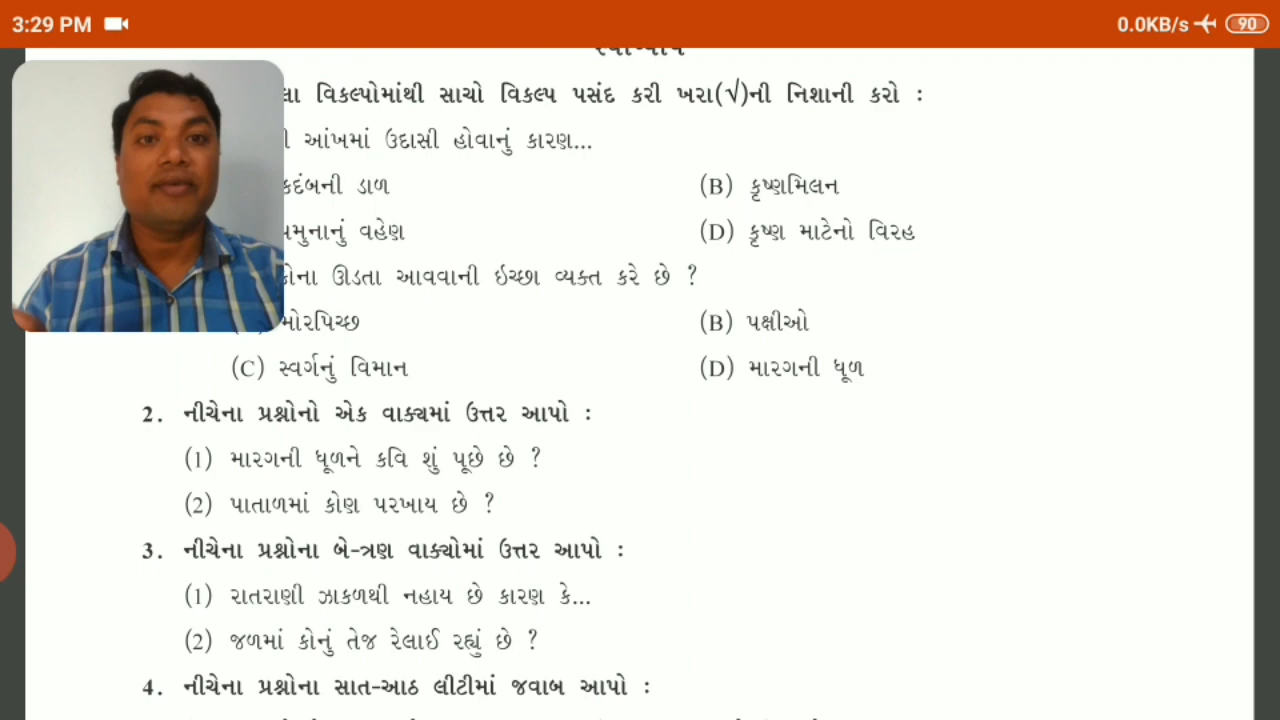 3:29 PM
0.0KB/s 90
વિકલ્પોમાંથી સાચો વિકલ્પ પસંદ કરી ખરા(√)ની નિશાની કરો :
આંખમાં ઉદાસી હોવાનું કારણ...
કદંબની ડાળ (B) કૃષ્ણમિલન
યમુનાનું વહેણ (D) કૃષ્ણ માટેનો વિરહ
કોના ઊડતા આવવાની ઇચ્છા વ્યક્ત કરે છે ?
મોરપિચ્છ (B) પક્ષીઓ
(C) સ્વર્ગનું વિમાન (D) મારગની ધૂળ
2. નીચેના પ્રશ્નોનો એક વાક્યમાં ઉત્તર આપો :
(1) મારગની ધૂળને કવિ શું પૂછે છે ?
(2) પાતાળમાં કોણ પરખાય છે ?
3. નીચેના પ્રશ્નોના બે-ત્રણ વાક્યોમાં ઉત્તર આપો :
(1) રાતરાણી ઝાકળથી નહાય છે કારણ કે...
(2) જળમાં કોનું તેજ રેલાઈ રહ્યું છે ?
4. નીચેના પ્રશ્નોના સાત-આઠ લીટીમાં જવાબ આપો :